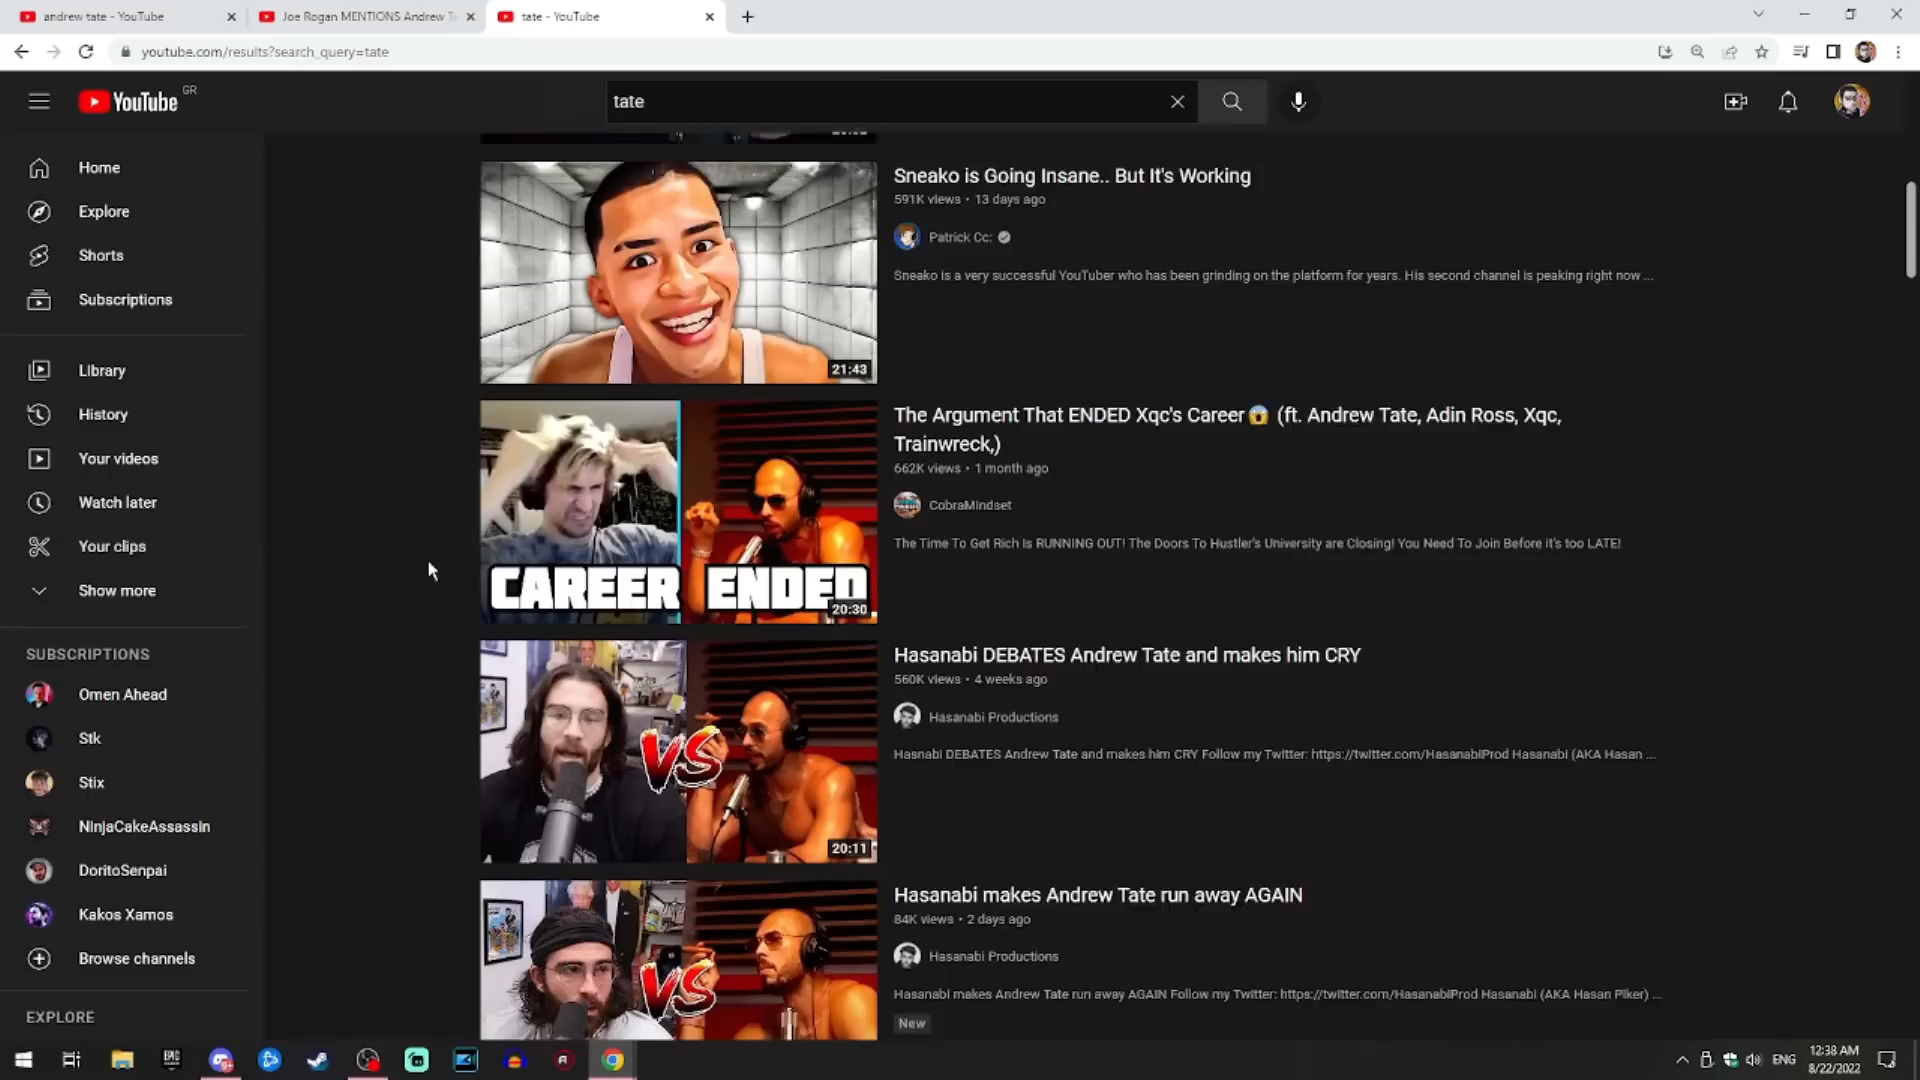 andrew tate - YouTube
Joe Rogan MENTIONS Andrew T
tate - YouTube
youtube.com/results?search_query=tate
YouTube GR
tate
Home
Explore
Shorts
Subscriptions
Library
History
Your videos
Watch later
Your clips
Show more
SUBSCRIPTIONS
Omen Ahead
Stk
Stix
NinjaCakeAssassin
DoritoSenpai
Kakos Xamos
Browse channels
EXPLORE
21:43
Sneako is Going Insane.. But It's Working
591K views • 13 days ago
Patrick Cc:
Sneako is a very successful YouTuber who has been grinding on the platform for years. His second channel is peaking right now ...
CAREER ENDED
20:30
The Argument That ENDED Xqc's Career😱 (ft. Andrew Tate, Adin Ross, Xqc,
Trainwreck,)
662K views • 1 month ago
CobraMindset
The Time To Get Rich Is RUNNING OUT! The Doors To Hustler's University are Closing! You Need To Join Before it's too LATE!
VS
20:11
Hasanabi DEBATES Andrew Tate and makes him CRY
560K views • 4 weeks ago
Hasanabi Productions
Hasnabi DEBATES Andrew Tate and makes him CRY Follow my Twitter: https://twitter.com/HasanabiProd Hasanabi (AKA Hasan ...
VS
Hasanabi makes Andrew Tate run away AGAIN
84K views • 2 days ago
Hasanabi Productions
Hasanabi makes Andrew Tate run away AGAIN Follow my Twitter: https://twitter.com/HasanabiProd Hasanabi (AKA Hasan Piker) ...
New
EPIC
ENG
12:38 AM
8/22/2022